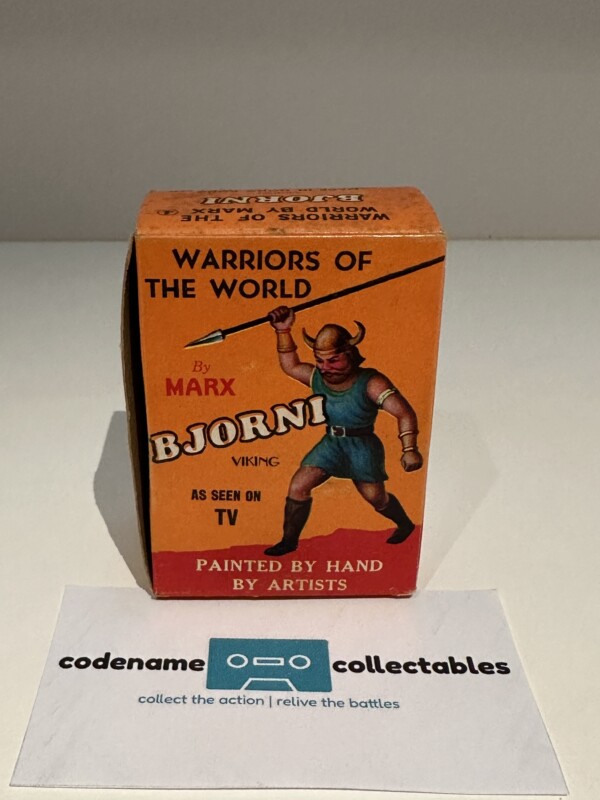 WARRIORS OF THE
WORLD BY MARX
BJORNI
WARRIORS OF
THE WORLD
By
MARX
BJORNI
VIKING
AS SEEN ON
TV
PAINTED BY HAND
BY ARTISTS
codename collectables
collect the action | relive the battles